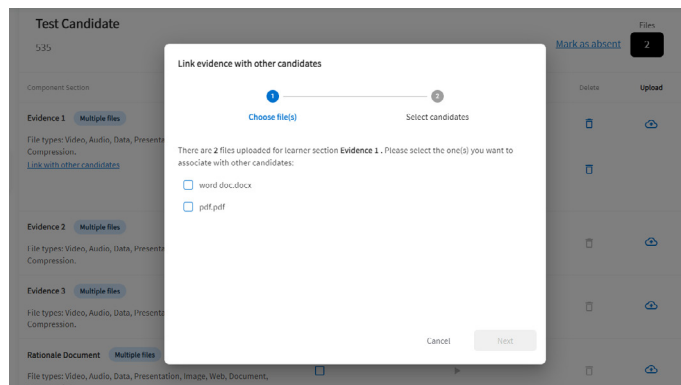 Test Candidate
535
Files
Mark as absent
2
Component Section
Delete
Upload
Link evidence with other candidates
1
2
Choose file(s)
Select candidates
There are 2 files uploaded for learner section Evidence 1 . Please select the one(s) you want to
associate with other candidates:
word doc.docx
pdf.pdf
Cancel
Next
Evidence 1 Multiple files
File types: Video, Audio, Data, Presenta
Compression.
Link with other candidates
Evidence 2 Multiple files
File types: Video, Audio, Data, Presenta
Compression.
Evidence 3 Multiple files
File types: Video, Audio, Data, Presenta
Compression.
Rationale Document Multiple files
File types: Video, Audio, Data, Presentation, Image, Web, Document,